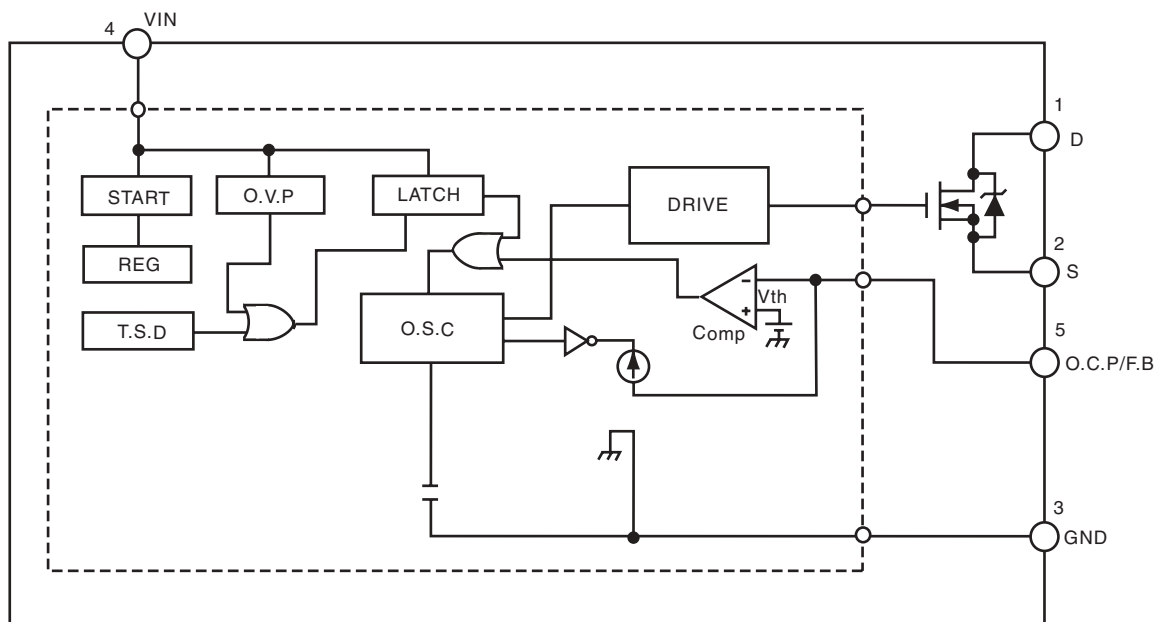 VIN
4
1
D
START
O.V.P
LATCH
DRIVE
REG
2
S
T.S.D
O.S.C
Vth
Comp
5
O.C.P/F.B
3
GND